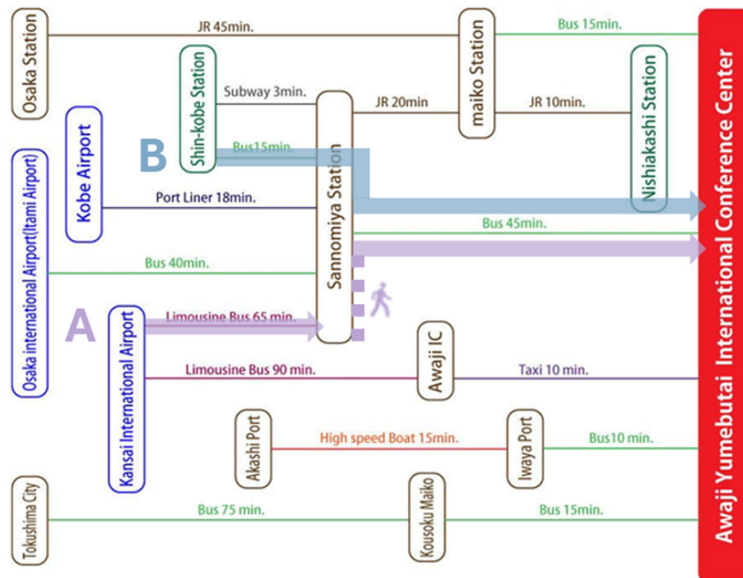 Osaka Station
JR 45min.
maiko Station
Bus 15min.
Shin-kobe Station
Subway 3min.
JR 20min
JR 10min.
Nishiakashi Station
Kobe Airport
B
Bus15min.
Port Liner 18min.
Sannomiya Station
Bus 45min.
Osaka international Airport(Itami Airport)
Bus 40min.
A
Kansai International Airport
Limousine Bus 65 min.
Limousine Bus 90 min.
Awaji IC
Taxi 10 min.
Akashi Port
High speed Boat 15min.
Iwaya Port
Bus10 min.
Tokushima City
Bus 75 min.
Kousoku Maiko
Bus 15min.
Awaji Yumebutai International Conference Center